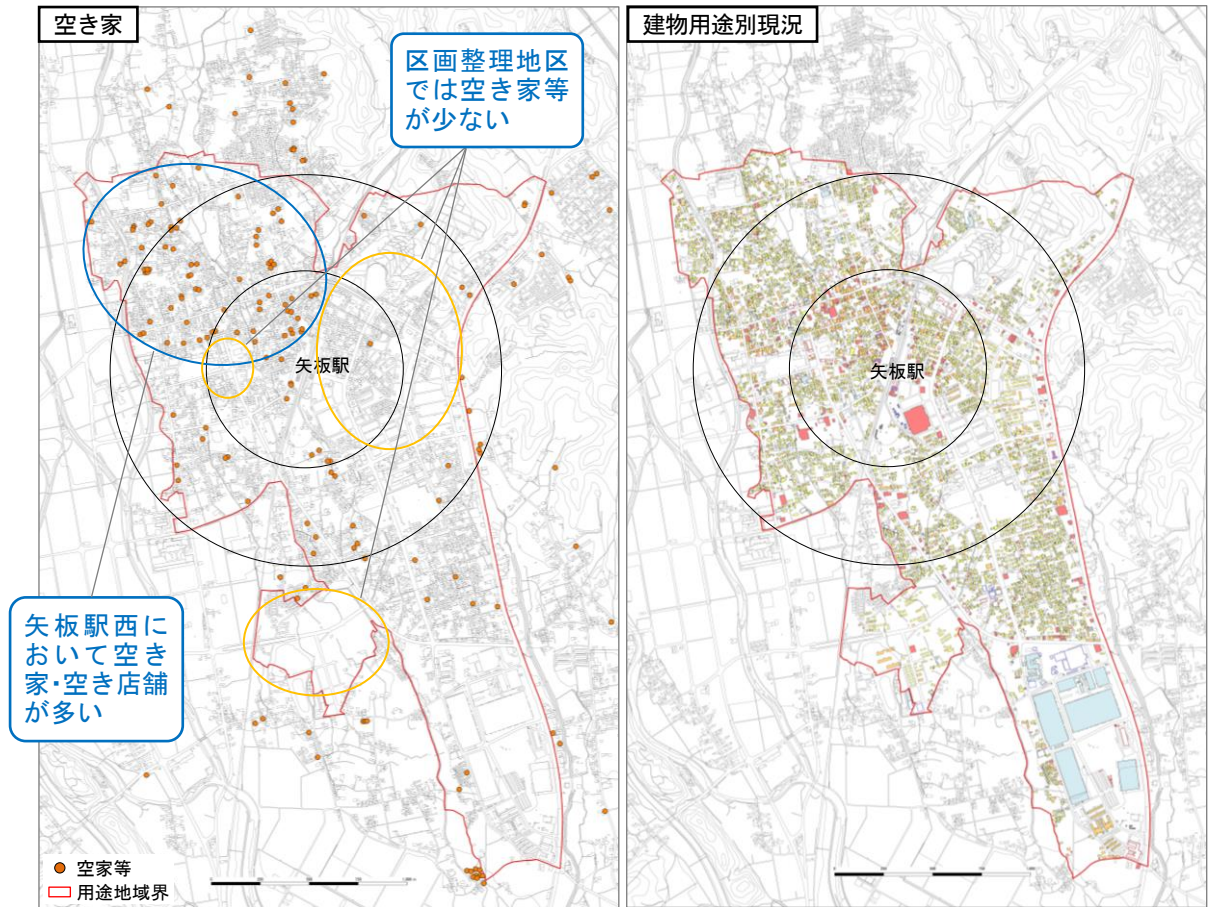 空き家
建物用途別現況
区画整理地区
では空き家等
が少ない
矢板駅
矢板駅
矢板駅西に
おいて空き
家・空き店舗
が多い
空家等
用途地域界